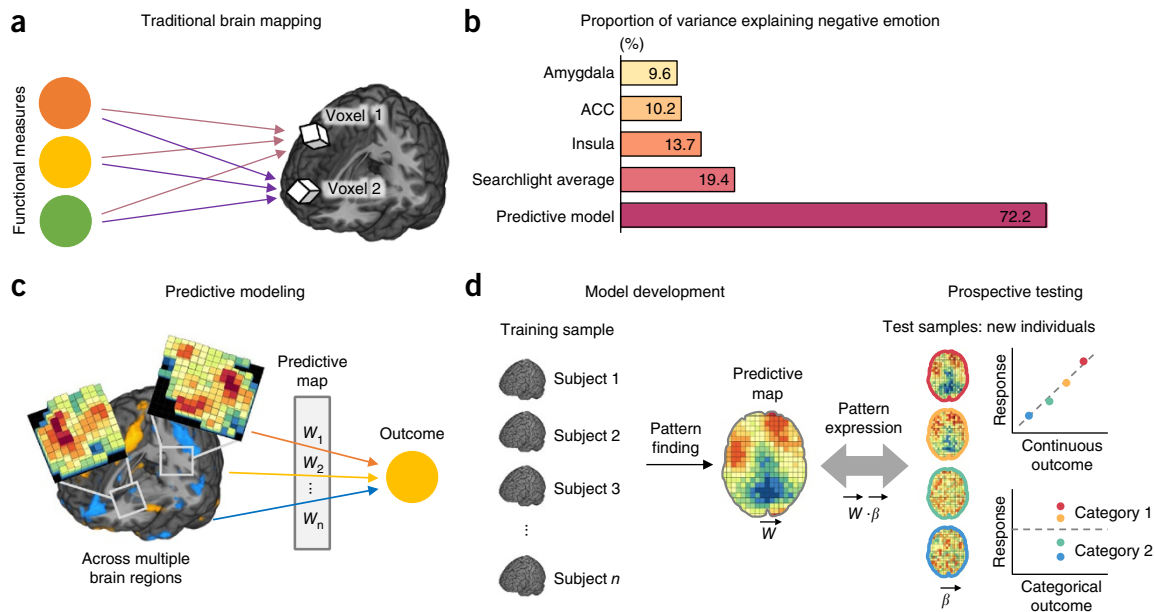 a
Traditional brain mapping
Functional measures
Voxel 1
Voxel 2
b
Proportion of variance explaining negative emotion
(%)
Amygdala
9.6
ACC
10.2
Insula
13.7
Searchlight average
19.4
Predictive model
72.2
c
Predictive modeling
Predictive
map
W1
W2
⋮
Wn
Outcome
Across multiple
brain regions
d
Model development
Training sample
Subject 1
Subject 2
Subject 3
⋮
Subject n
Pattern
finding
Predictive
map
W
Pattern
expression
W · β
Prospective testing
Test samples: new individuals
β
Response
Continuous
outcome
Response
Category 1
Category 2
Categorical
outcome